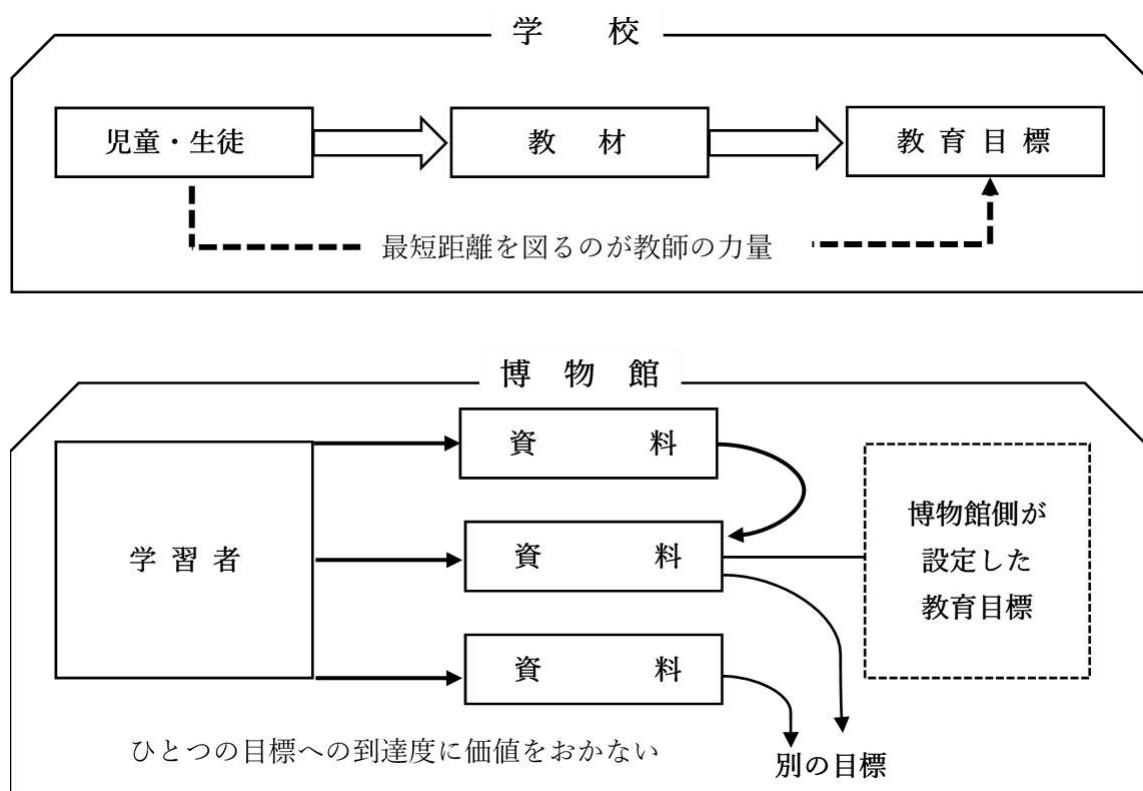 学 校
児童・生徒
教 材
教育目標
最短距離を図るのが教師の力量
博 物 館
学習者
資 料
資 料
資 料
博物館側が
設定した
教育目標
ひとつの目標への到達度に価値をおかない
別の目標